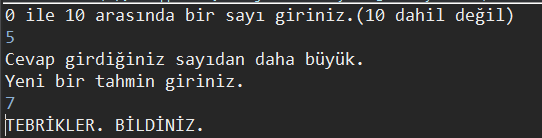 0 ile 10 arasında bir sayı giriniz.(10 dahil değil)
5
Cevap girdiğiniz sayıdan daha büyük.
Yeni bir tahmin giriniz.
7
TEBRİKLER. BİLDİNİZ.